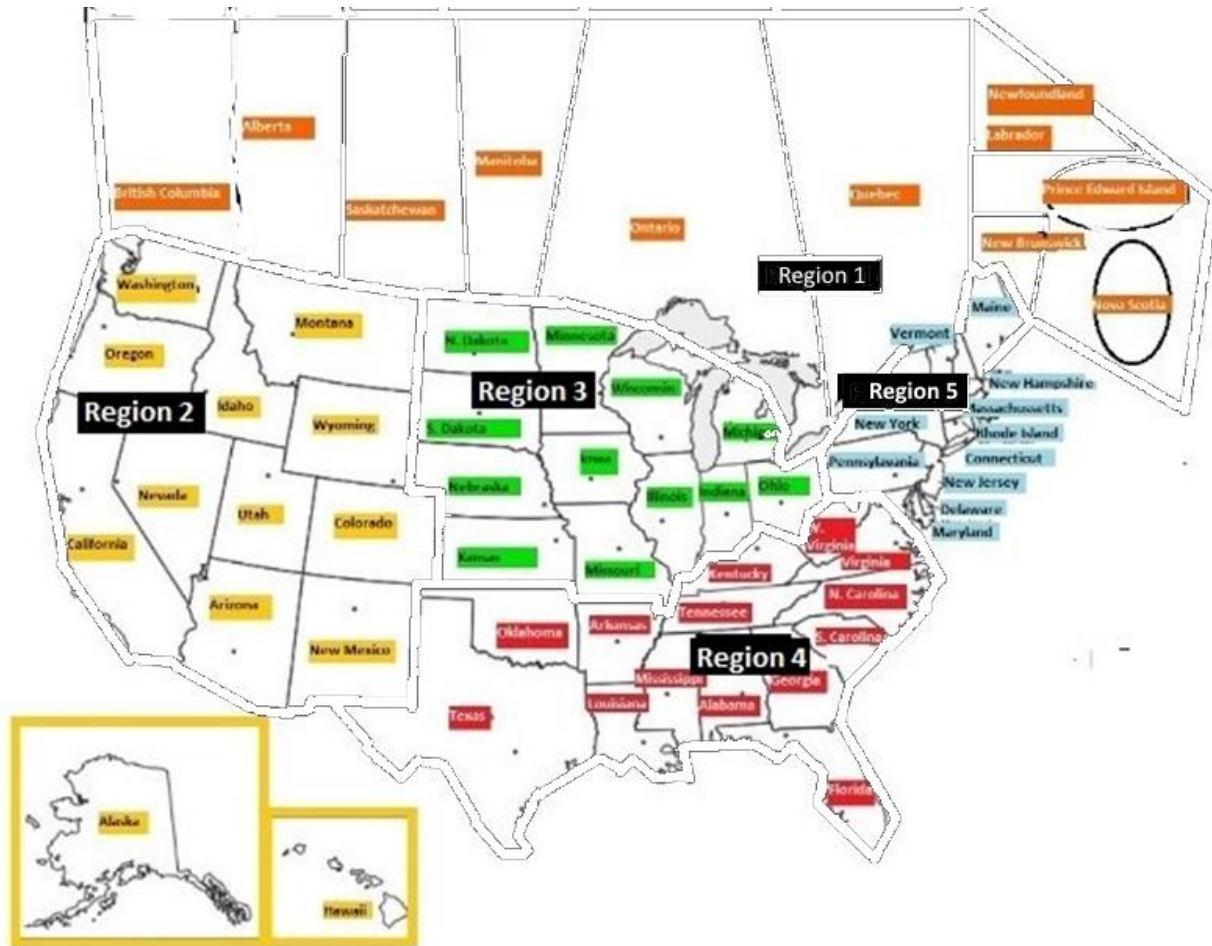 Newfoundland
Alberta
Labrador
Manitoba
British Columbia
Quebec
Prince Edward Island
Saskatchewan
Ontario
New Brunswick
Region 1
Washington
Nova Scotia
Maine
Montana
Vermont
N. Dakota
Minnesota
Oregon
New Hampshire
Region 3
Wisconsin
Region 5
Idaho
Region 2
Massachusetts
Wyoming
New York
S. Dakota
Rhode Island
Iowa
Pennsylavania
Connecticut
Nebraska
Nevada
Illinois
Indiana
Ohio
New Jersey
Utah
Colorado
Delaware
N.
Virginia
Maryland
California
Kansas
Virginia
Missouri
Kentucky
N. Carolina
Arizona
Tennessee
Arkansas
Oklahoma
S. Carolina
New Mexico
Region 4
Mississippi
Georgia
Louisiana
Alabama
Texas
Florida
Alaska
Hawaii